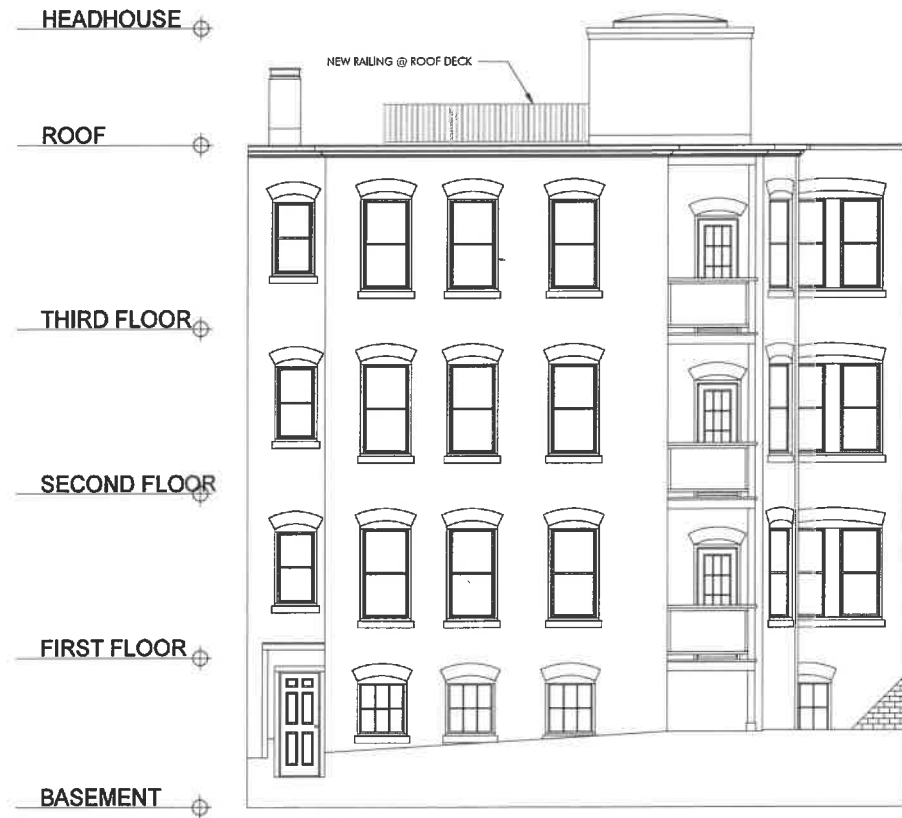 HEADHOUSE
NEW RAILING @ ROOF DECK
ROOF
THIRD FLOOR
SECOND FLOOR
FIRST FLOOR
BASEMENT